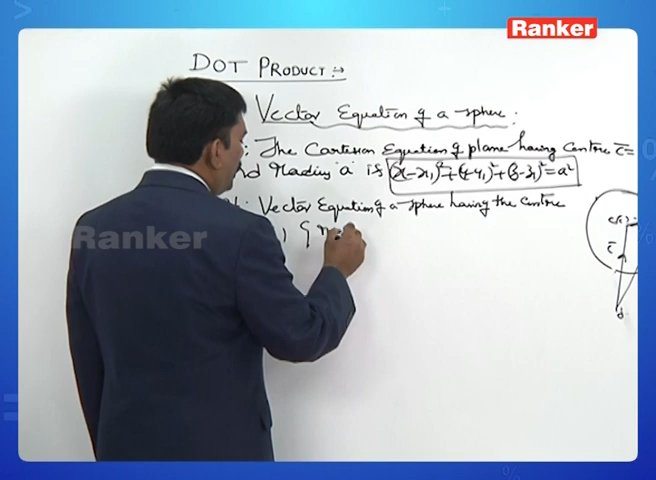 Ranker
DOT PRODUCT :→
Vector Equation of a sphere :
: The Cartesian Equation of plane having Centre c̄ =
nd radius 'a' is (x-x₁)²+(y-y₁)²+(z-z₁)²=a²
: Vector Equation of a sphere having the centre
Ranker
) &
c̄